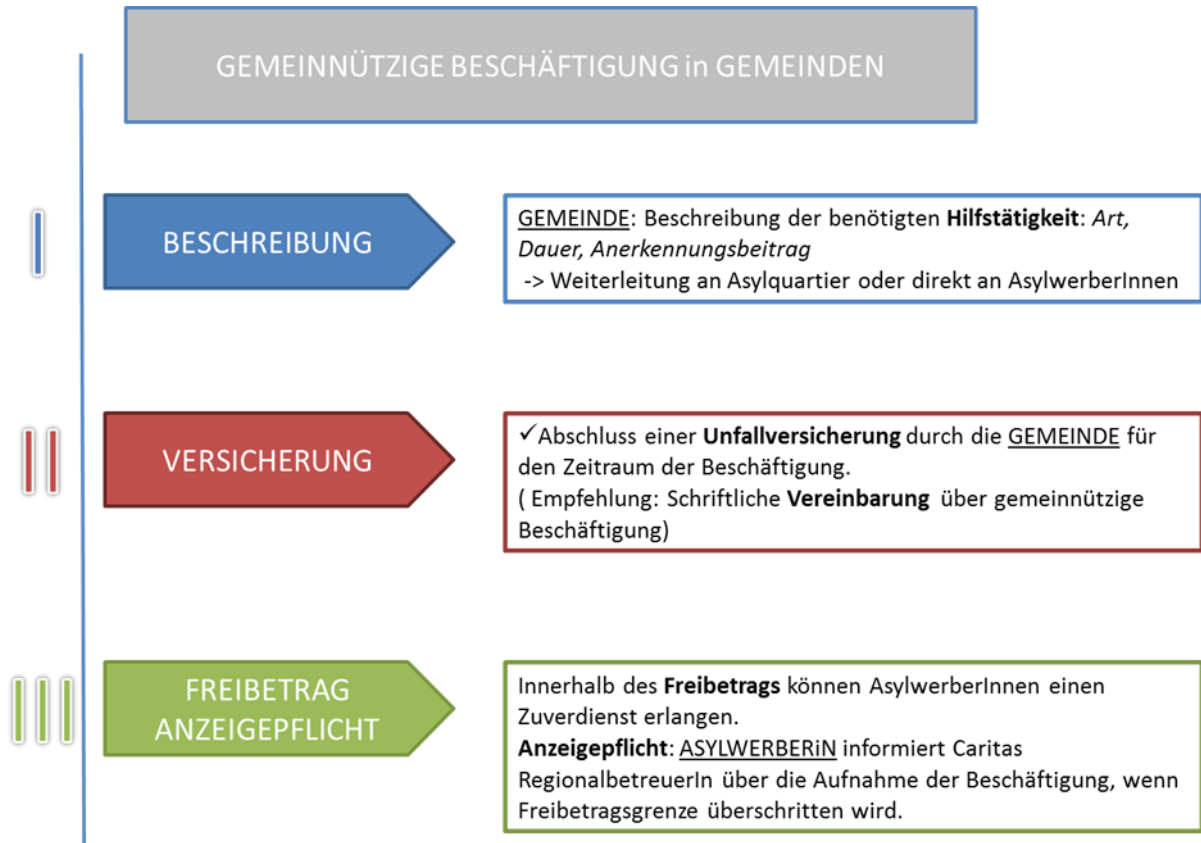 GEMEINNÜTZIGE BESCHÄFTIGUNG in GEMEINDEN
BESCHREIBUNG
GEMEINDE: Beschreibung der benötigten Hilfstätigkeit: Art,
Dauer, Anerkennungsbeitrag
-> Weiterleitung an Asylquartier oder direkt an AsylwerberInnen
VERSICHERUNG
✓Abschluss einer Unfallversicherung durch die GEMEINDE für
den Zeitraum der Beschäftigung.
( Empfehlung: Schriftliche Vereinbarung über gemeinnützige
Beschäftigung)
FREIBETRAG
ANZEIGEPFLICHT
Innerhalb des Freibetrags können AsylwerberInnen einen
Zuverdienst erlangen.
Anzeigepflicht: ASYLWERBERiN informiert Caritas
RegionalbetreuerIn über die Aufnahme der Beschäftigung, wenn
Freibetragsgrenze überschritten wird.